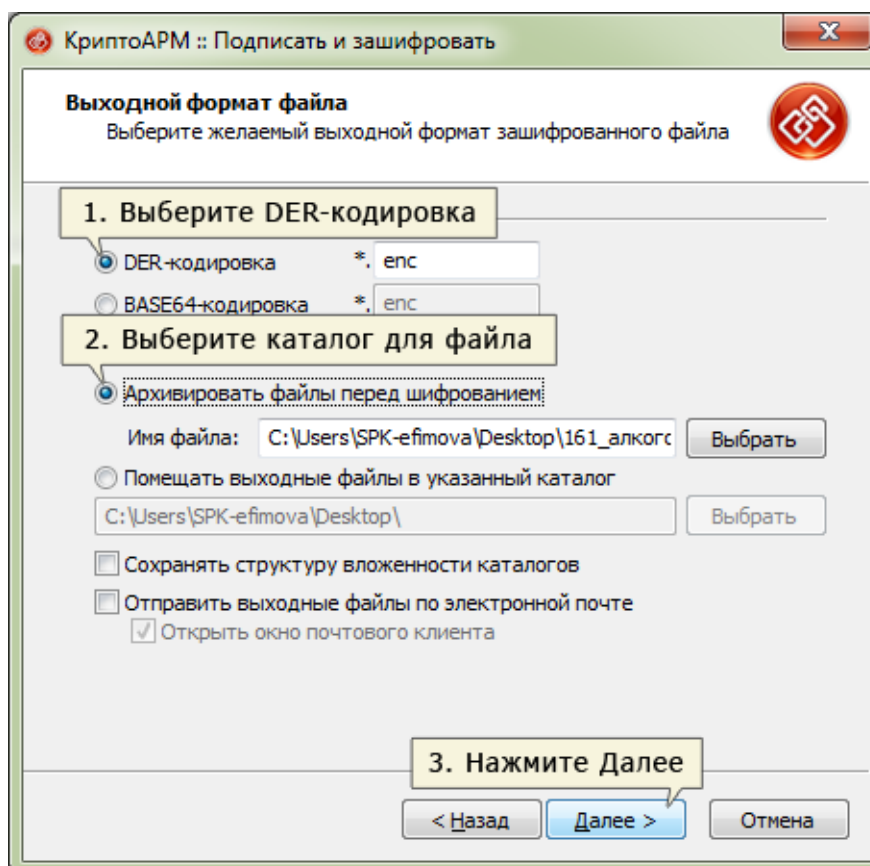 КриптоАРМ :: Подписать и зашифровать
X
Выходной формат файла
Выберите желаемый выходной формат зашифрованного файла
1. Выберите DER-кодировка
DER-кодировка *. enc
BASE64-кодировка *. enc
2. Выберите каталог для файла
Архивировать файлы перед шифрованием
Имя файла: C:\Users\SPK-efimova\Desktop\161_алкогс Выбрать
Помещать выходные файлы в указанный каталог
C:\Users\SPK-efimova\Desktop\ Выбрать
Сохранять структуру вложенности каталогов
Отправить выходные файлы по электронной почте
Открыть окно почтового клиента
3. Нажмите Далее
< Назад Далее > Отмена